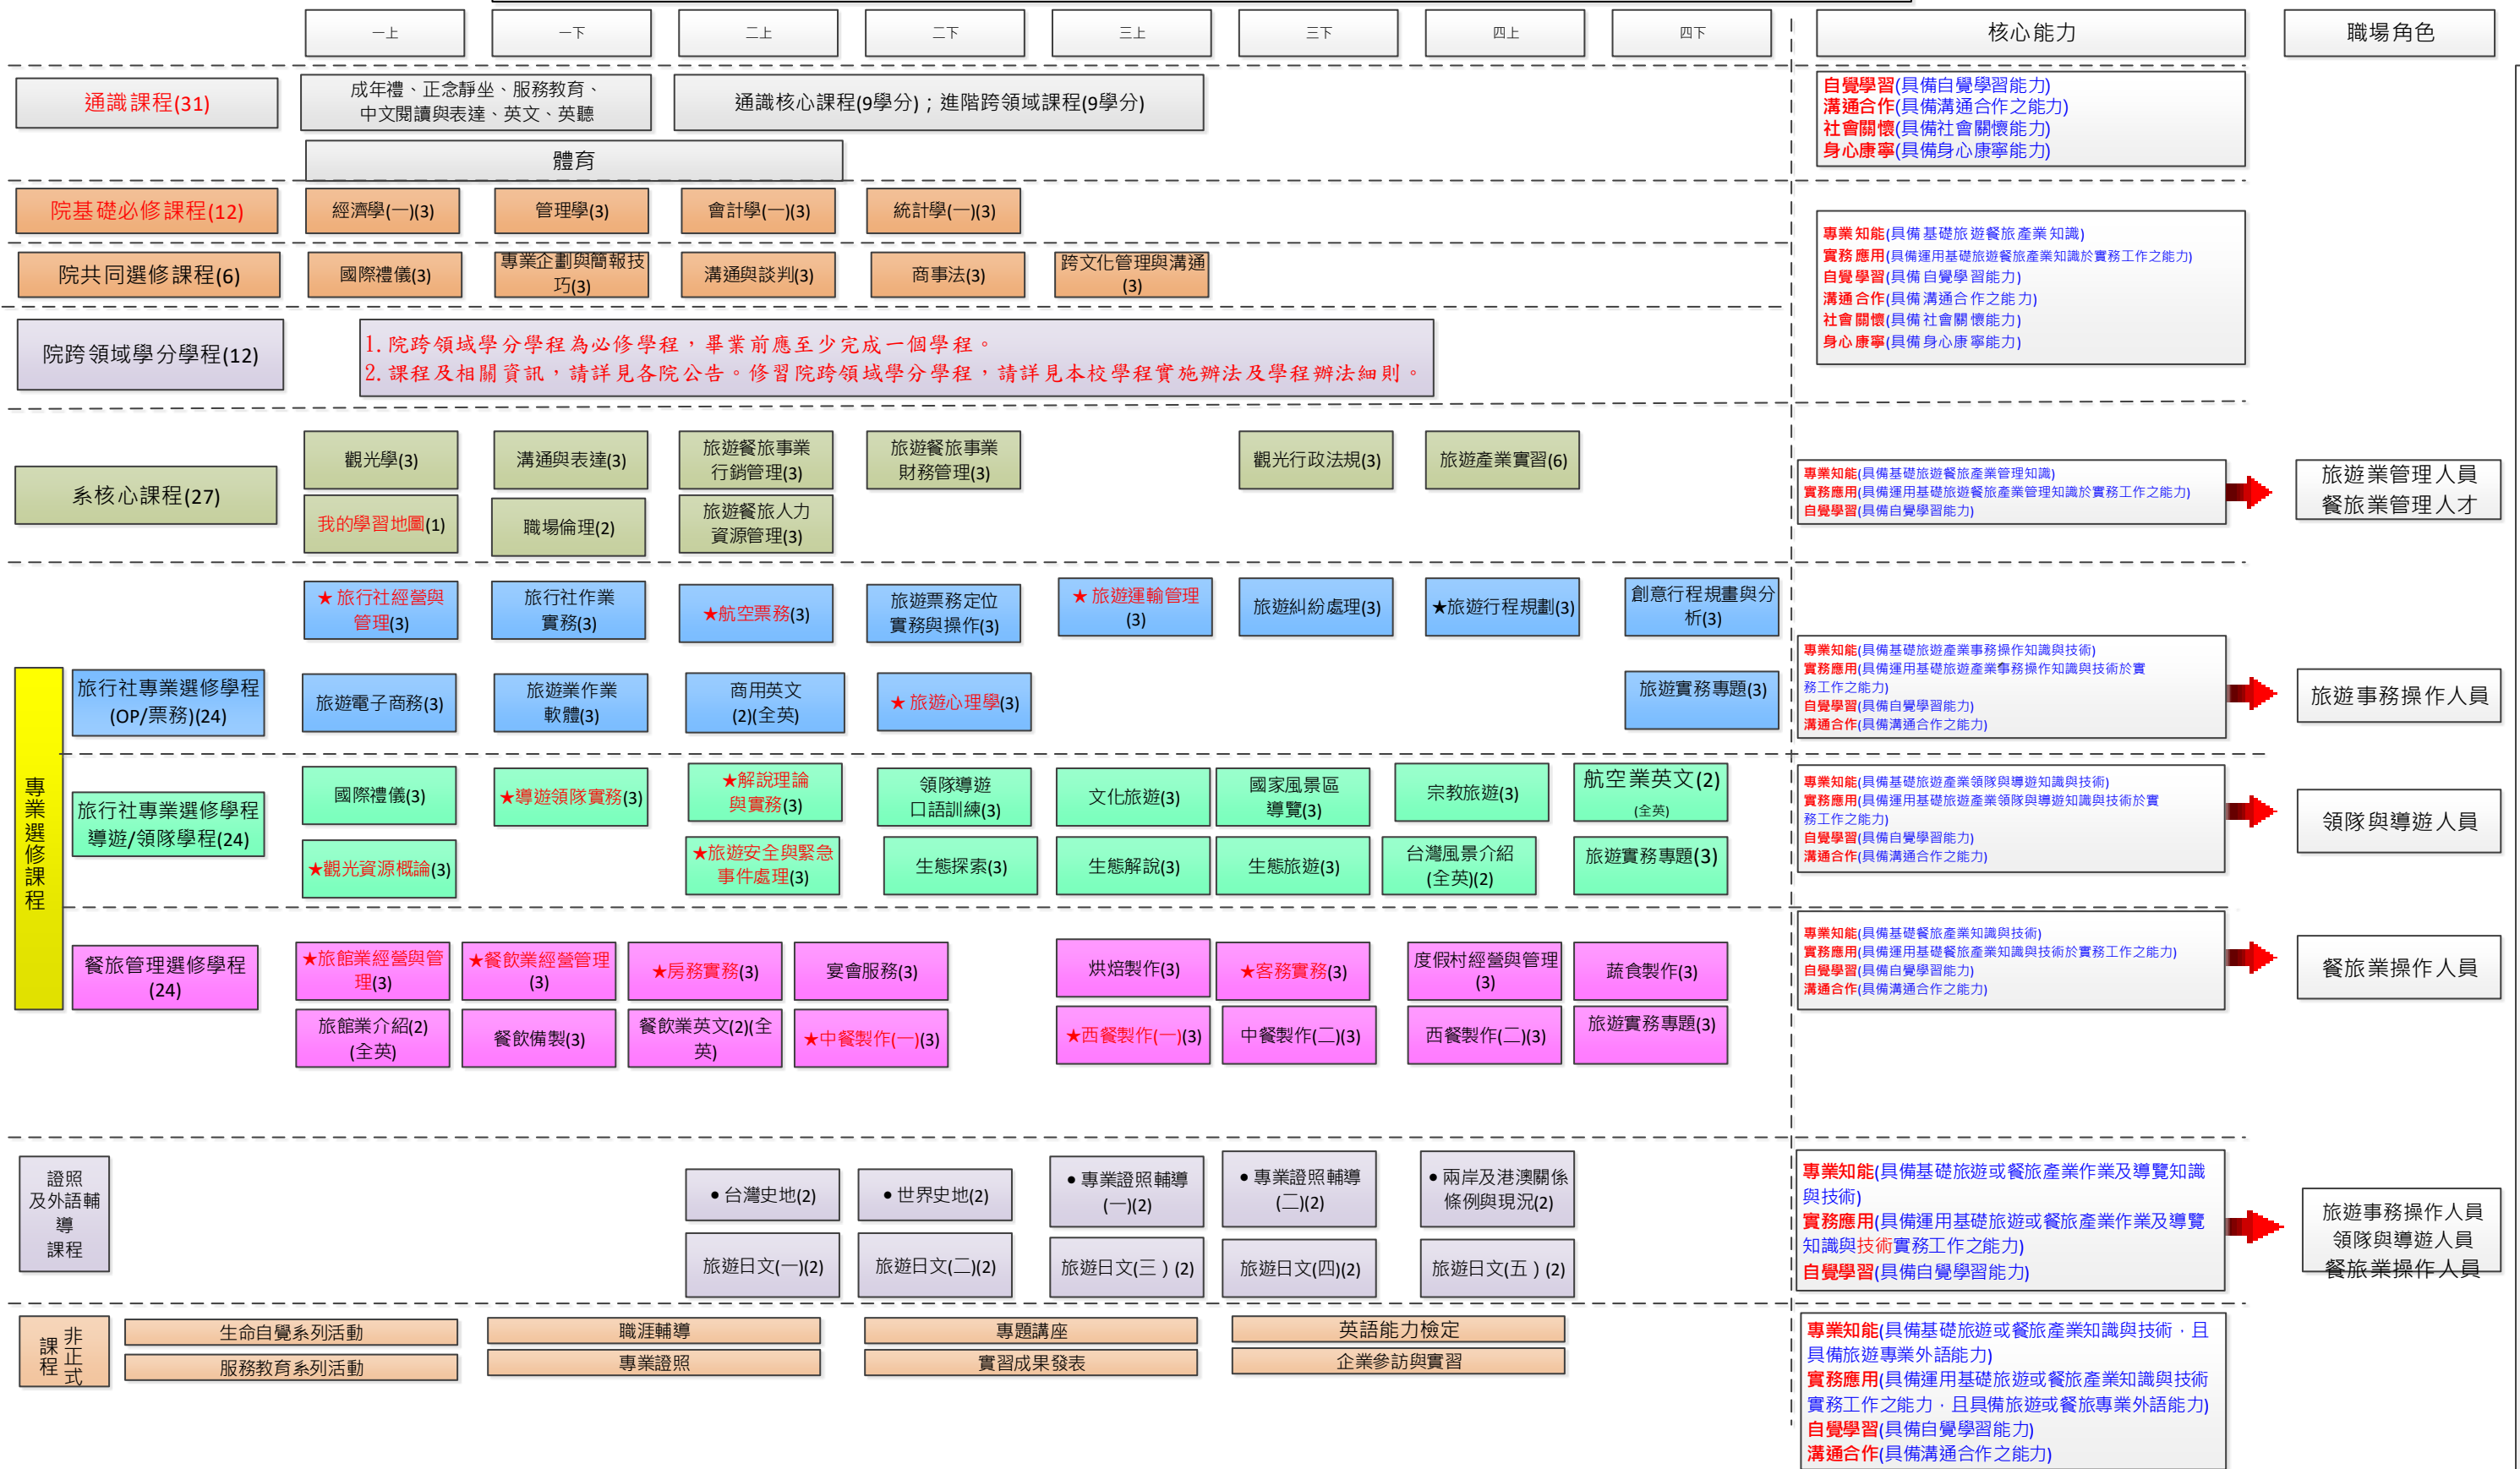 一上
一下
二上
二下
三上
三下
四上
四下
核心能力
職場角色
通識課程(31)
成年禮、正念靜坐、服務教育、
中文閱讀與表達、英文、英聽
通識核心課程(9學分)；進階跨領域課程(9學分)
體育
自覺學習(具備自覺學習能力)
溝通合作(具備溝通合作之能力)
社會關懷(具備社會關懷能力)
身心康寧(具備身心康寧能力)
院基礎必修課程(12)
經濟學(一)(3)
管理學(3)
會計學(一)(3)
統計學(一)(3)
院共同選修課程(6)
國際禮儀(3)
專業企劃與簡報技
巧(3)
溝通與談判(3)
商事法(3)
跨文化管理與溝通
(3)
院跨領域學分學程(12)
1. 院跨領域學分學程為必修學程，畢業前應至少完成一個學程。
2. 課程及相關資訊，請詳見各院公告。修習院跨領域學分學程，請詳見本校學程實施辦法及學程辦法細則。
專業知能(具備基礎旅遊餐旅產業知識)
實務應用(具備運用基礎旅遊餐旅產業知識於實務工作之能力)
自覺學習(具備自覺學習能力)
溝通合作(具備溝通合作之能力)
社會關懷(具備社會關懷能力)
身心康寧(具備身心康寧能力)
系核心課程(27)
觀光學(3)
溝通與表達(3)
旅遊餐旅事業
行銷管理(3)
旅遊餐旅事業
財務管理(3)
觀光行政法規(3)
旅遊產業實習(6)
我的學習地圖(1)
職場倫理(2)
旅遊餐旅人力
資源管理(3)
專業知能(具備基礎旅遊餐旅產業管理知識)
實務應用(具備運用基礎旅遊餐旅產業管理知識於實務工作之能力)
自覺學習(具備自覺學習能力)
旅遊業管理人員
餐旅業管理人才
專業選修課程
旅行社專業選修學程
(OP/票務)(24)
★ 旅行社經營與
管理(3)
旅行社作業
實務(3)
★航空票務(3)
旅遊票務定位
實務與操作(3)
★ 旅遊運輸管理
(3)
旅遊糾紛處理(3)
★旅遊行程規劃(3)
創意行程規畫與分
析(3)
旅遊電子商務(3)
旅遊業作業
軟體(3)
商用英文
(2)(全英)
★ 旅遊心理學(3)
旅遊實務專題(3)
專業知能(具備基礎旅遊產業事務操作知識與技術)
實務應用(具備運用基礎旅遊產業事務操作知識與技術於實
務工作之能力)
自覺學習(具備自覺學習能力)
溝通合作(具備溝通合作之能力)
旅遊事務操作人員
旅行社專業選修學程
導遊/領隊學程(24)
國際禮儀(3)
★導遊領隊實務(3)
★解說理論
與實務(3)
領隊導遊
口語訓練(3)
文化旅遊(3)
國家風景區
導覽(3)
宗教旅遊(3)
航空業英文(2)
(全英)
★觀光資源概論(3)
★旅遊安全與緊急
事件處理(3)
生態探索(3)
生態解說(3)
生態旅遊(3)
台灣風景介紹
(全英)(2)
旅遊實務專題(3)
專業知能(具備基礎旅遊產業領隊與導遊知識與技術)
實務應用(具備運用基礎旅遊產業領隊與導遊知識與技術於實
務工作之能力)
自覺學習(具備自覺學習能力)
溝通合作(具備溝通合作之能力)
領隊與導遊人員
餐旅管理選修學程
(24)
★旅館業經營與管
理(3)
★餐飲業經營管理
(3)
★房務實務(3)
宴會服務(3)
烘焙製作(3)
★客務實務(3)
度假村經營與管理
(3)
蔬食製作(3)
旅館業介紹(2)
(全英)
餐飲備製(3)
餐飲業英文(2)(全
英)
★中餐製作(一)(3)
★西餐製作(一)(3)
中餐製作(二)(3)
西餐製作(二)(3)
旅遊實務專題(3)
專業知能(具備基礎餐旅產業知識與技術)
實務應用(具備運用基礎餐旅產業知識與技術於實務工作之能力)
自覺學習(具備自覺學習能力)
溝通合作(具備溝通合作之能力)
餐旅業操作人員
證照
及外語輔
導
課程
●台灣史地(2)
●世界史地(2)
●專業證照輔導
(一)(2)
●專業證照輔導
(二)(2)
●兩岸及港澳關係
條例與現況(2)
旅遊日文(一)(2)
旅遊日文(二)(2)
旅遊日文(三）(2)
旅遊日文(四)(2)
旅遊日文(五）(2)
專業知能(具備基礎旅遊或餐旅產業作業及導覽知識
與技術)
實務應用(具備運用基礎旅遊或餐旅產業作業及導覽
知識與技術實務工作之能力)
自覺學習(具備自覺學習能力)
旅遊事務操作人員
領隊與導遊人員
餐旅業操作人員
非正式
課程
生命自覺系列活動
職涯輔導
專題講座
英語能力檢定
服務教育系列活動
專業證照
實習成果發表
企業參訪與實習
專業知能(具備基礎旅遊或餐旅產業知識與技術，且
具備旅遊專業外語能力)
實務應用(具備運用基礎旅遊或餐旅產業知識與技術
實務工作之能力，且具備旅遊或餐旅專業外語能力)
自覺學習(具備自覺學習能力)
溝通合作(具備溝通合作之能力)